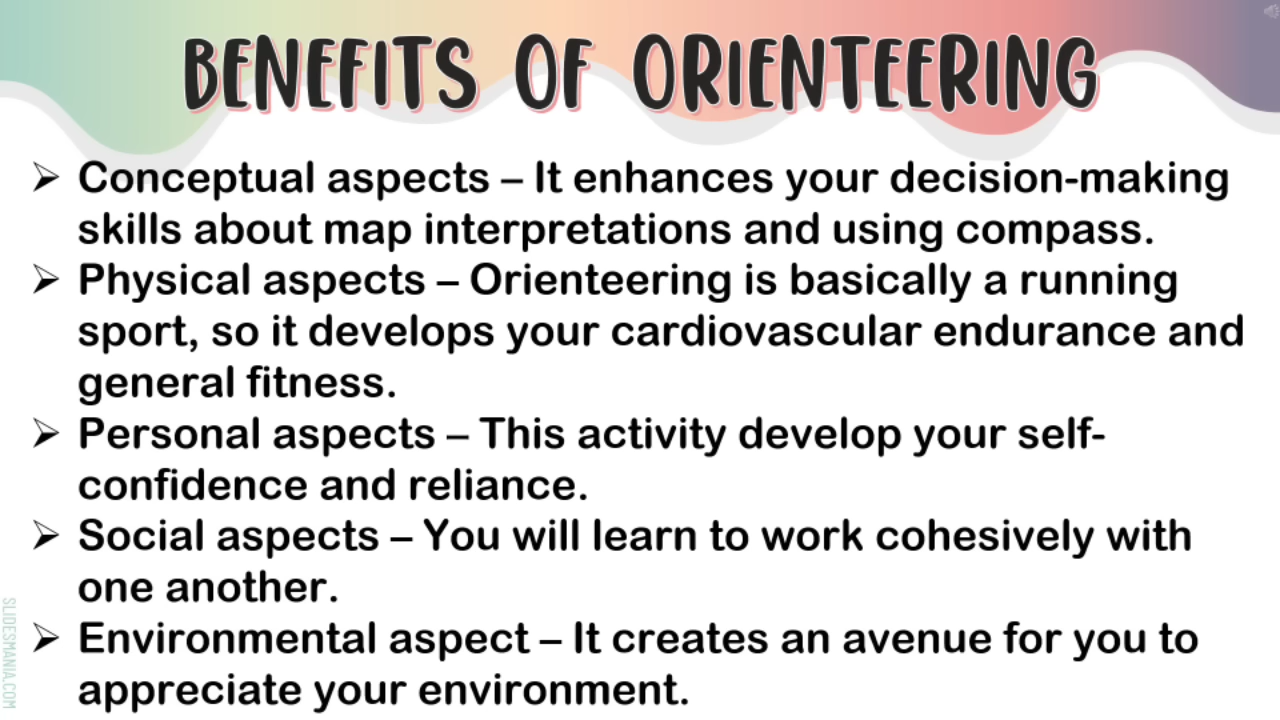 BENEFITS OF ORIENTEERING
➢ Conceptual aspects – It enhances your decision-making
skills about map interpretations and using compass.
➢ Physical aspects – Orienteering is basically a running
sport, so it develops your cardiovascular endurance and
general fitness.
➢ Personal aspects – This activity develop your self-
confidence and reliance.
➢ Social aspects – You will learn to work cohesively with
one another.
➢ Environmental aspect – It creates an avenue for you to
appreciate your environment.
SLIDESMANIA.COM